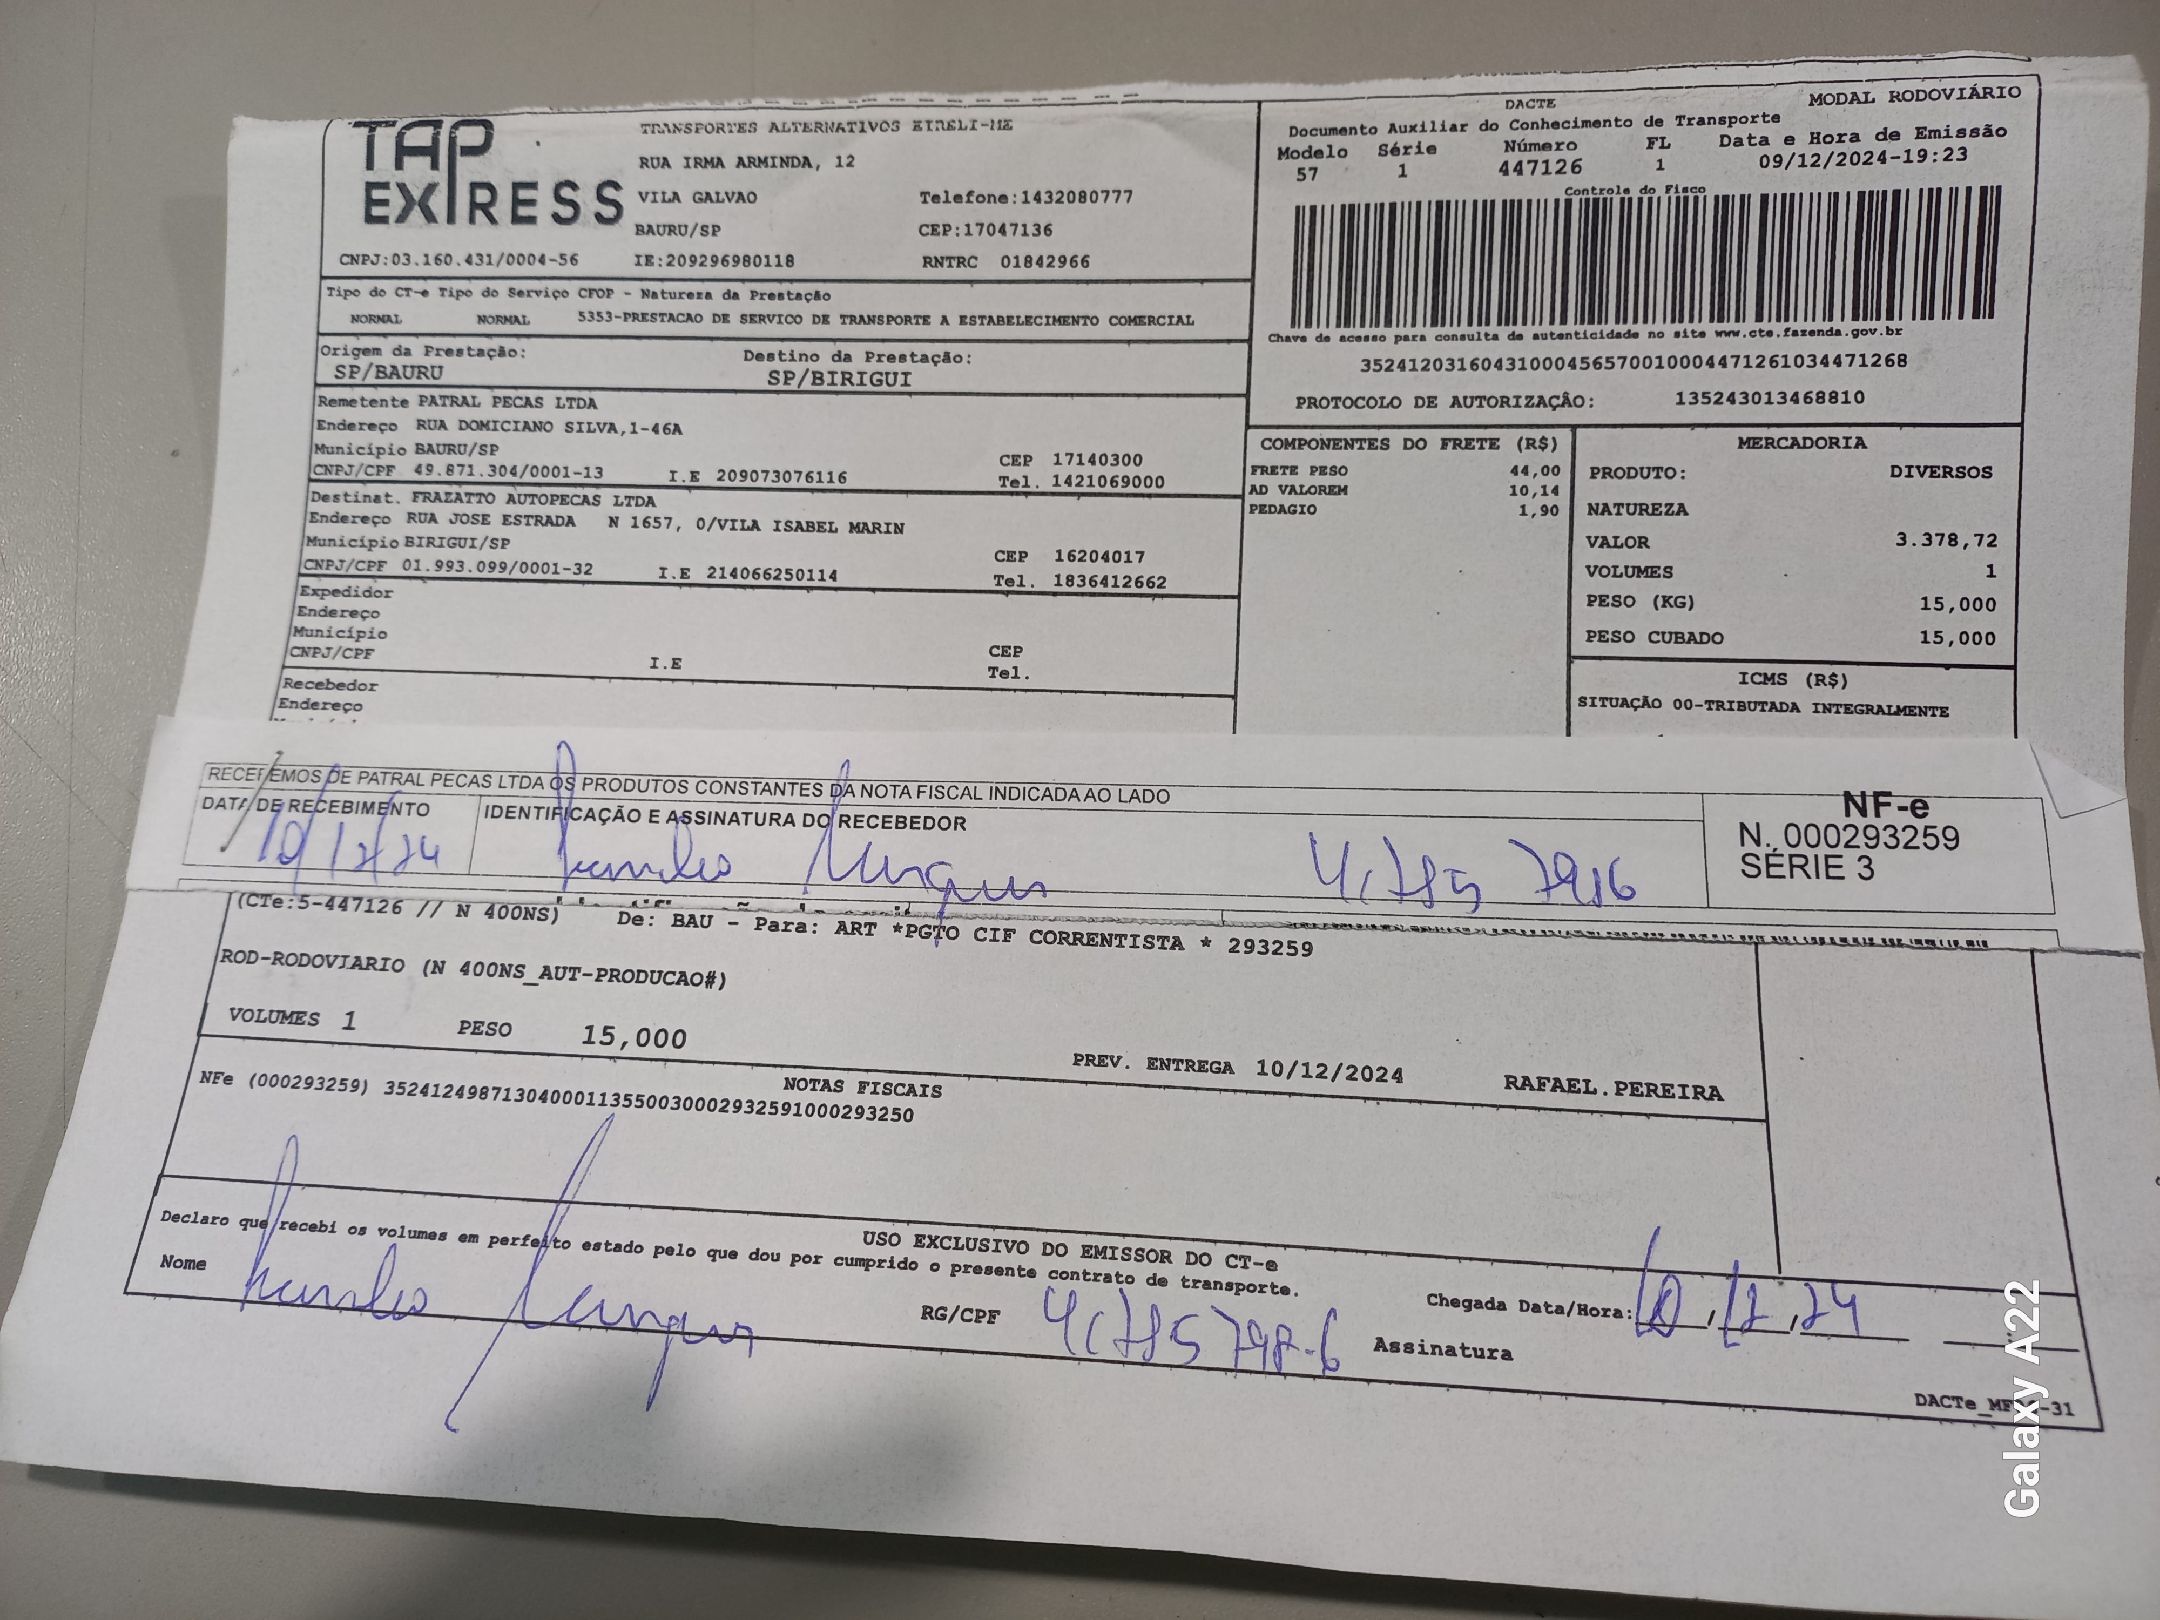 TAP EXPRESS
TRANSPORTES ALTERNATIVOS EIRELI-ME
RUA IRMA ARMINDA, 12
VILA GALVAO Telefone:1432080777
BAURU/SP CEP:17047136
CNPJ:03.160.431/0004-56 IE:209296980118 RNTRC 01842966
DACTE MODAL RODOVIÁRIO
Documento Auxiliar do Conhecimento de Transporte
Modelo Série Número FL Data e Hora de Emissão
57 1 447126 1 09/12/2024-19:23
Controle do Fisco
Chave de acesso para consulta de autenticidade no site www.cte.fazenda.gov.br
35241203160431000456570010004471261034471268
PROTOCOLO DE AUTORIZAÇÃO: 135243013468810
Tipo do CT-e Tipo do Serviço CFOP - Natureza da Prestação
NORMAL NORMAL 5353-PRESTACAO DE SERVICO DE TRANSPORTE A ESTABELECIMENTO COMERCIAL
Origem da Prestação: Destino da Prestação:
SP/BAURU SP/BIRIGUI
Remetente PATRAL PECAS LTDA
Endereço RUA DOMICIANO SILVA,1-46A
Município BAURU/SP CEP 17140300
CNPJ/CPF 49.871.304/0001-13 I.E 209073076116 Tel. 1421069000
Destinat. FRAZATTO AUTOPECAS LTDA
Endereço RUA JOSE ESTRADA N 1657, 0/VILA ISABEL MARIN
Município BIRIGUI/SP CEP 16204017
CNPJ/CPF 01.993.099/0001-32 I.E 214066250114 Tel. 1836412662
Expedidor
Endereço
Município CEP
CNPJ/CPF I.E Tel.
Recebedor
Endereço
COMPONENTES DO FRETE (R$)
FRETE PESO 44,00
AD VALOREM 10,14
PEDAGIO 1,90
MERCADORIA
PRODUTO: DIVERSOS
NATUREZA
VALOR 3.378,72
VOLUMES 1
PESO (KG) 15,000
PESO CUBADO 15,000
ICMS (R$)
SITUAÇÃO 00-TRIBUTADA INTEGRALMENTE
RECEBEMOS DE PATRAL PECAS LTDA OS PRODUTOS CONSTANTES DA NOTA FISCAL INDICADA AO LADO
DATA DE RECEBIMENTO IDENTIFICAÇÃO E ASSINATURA DO RECEBEDOR
10/12/24
NF-e
N. 000293259
SÉRIE 3
(CTe:5-447126 // N 400NS) De: BAU - Para: ART *PGTO CIF CORRENTISTA * 293259
ROD-RODOVIARIO (N 400NS_AUT-PRODUCAO#)
VOLUMES 1 PESO 15,000 PREV. ENTREGA 10/12/2024 RAFAEL.PEREIRA
NOTAS FISCAIS
NFe (000293259) 35241249871304000113550030002932591000293250
USO EXCLUSIVO DO EMISSOR DO CT-e
Declaro que recebi os volumes em perfeito estado pelo que dou por cumprido o presente contrato de transporte.
Nome RG/CPF Chegada Data/Hora: 10/12/24
Assinatura
Galaxy A22